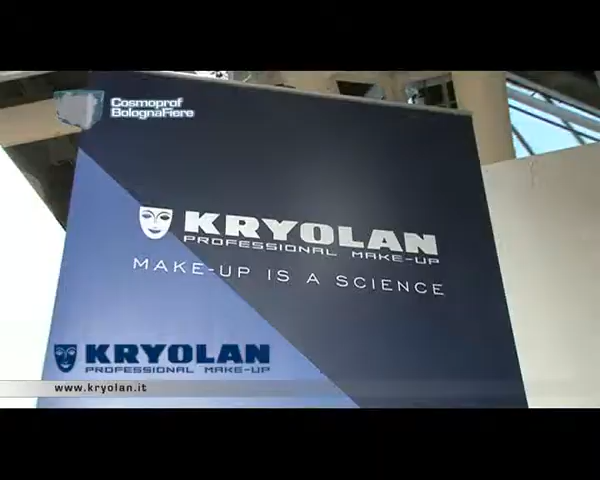 Cosmoprof
BolognaFiere
KRYOLAN
PROFESSIONAL MAKE-UP
MAKE-UP IS A SCIENCE
KRYOLAN
PROFESSIONAL MAKE-UP
www.kryolan.it